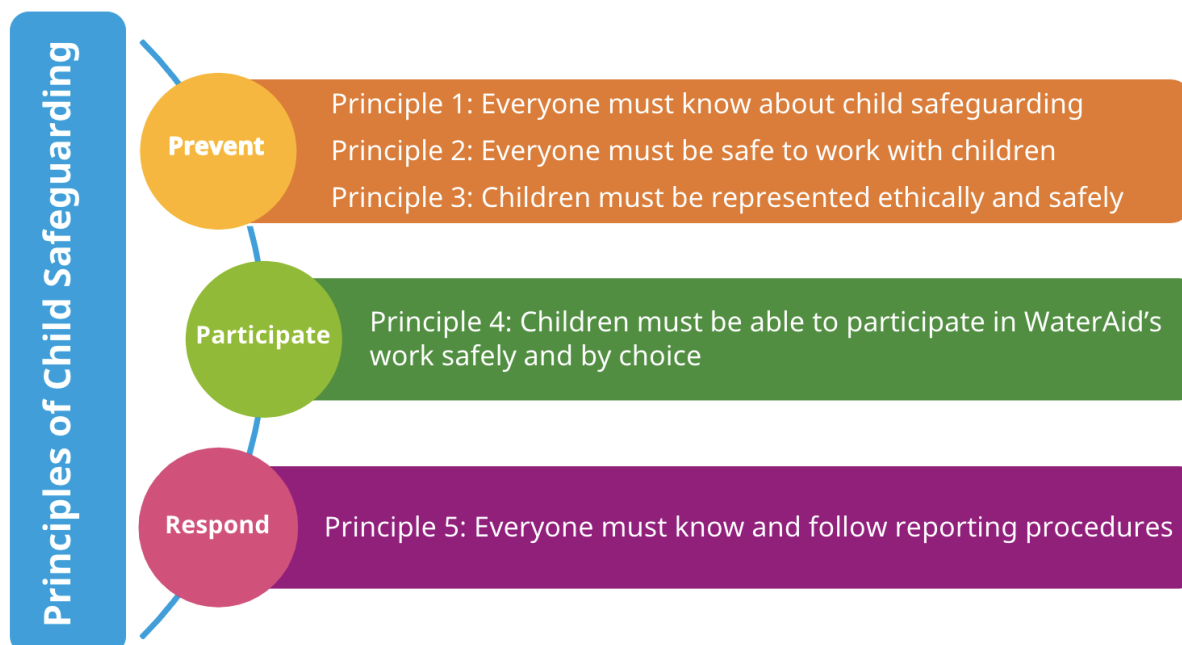 Principles of Child Safeguarding
Prevent
Principle 1: Everyone must know about child safeguarding
Principle 2: Everyone must be safe to work with children
Principle 3: Children must be represented ethically and safely
Participate
Principle 4: Children must be able to participate in WaterAid’s
work safely and by choice
Respond
Principle 5: Everyone must know and follow reporting procedures